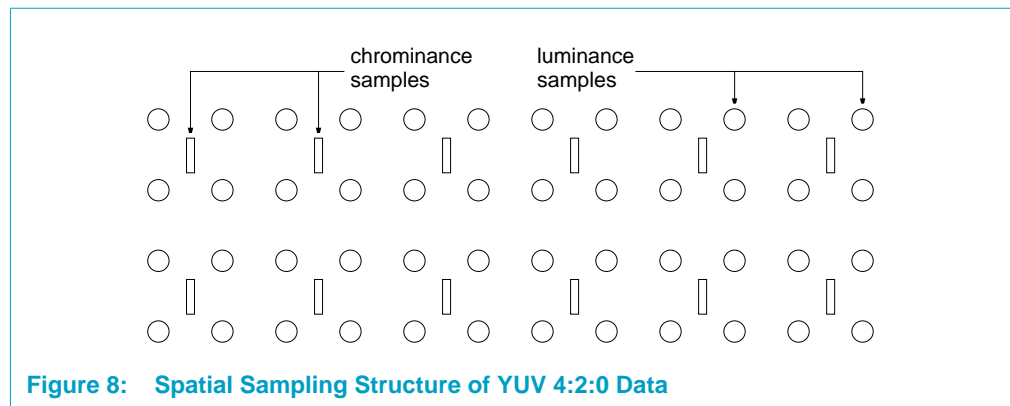 chrominance
samples
luminance
samples
Figure 8: Spatial Sampling Structure of YUV 4:2:0 Data